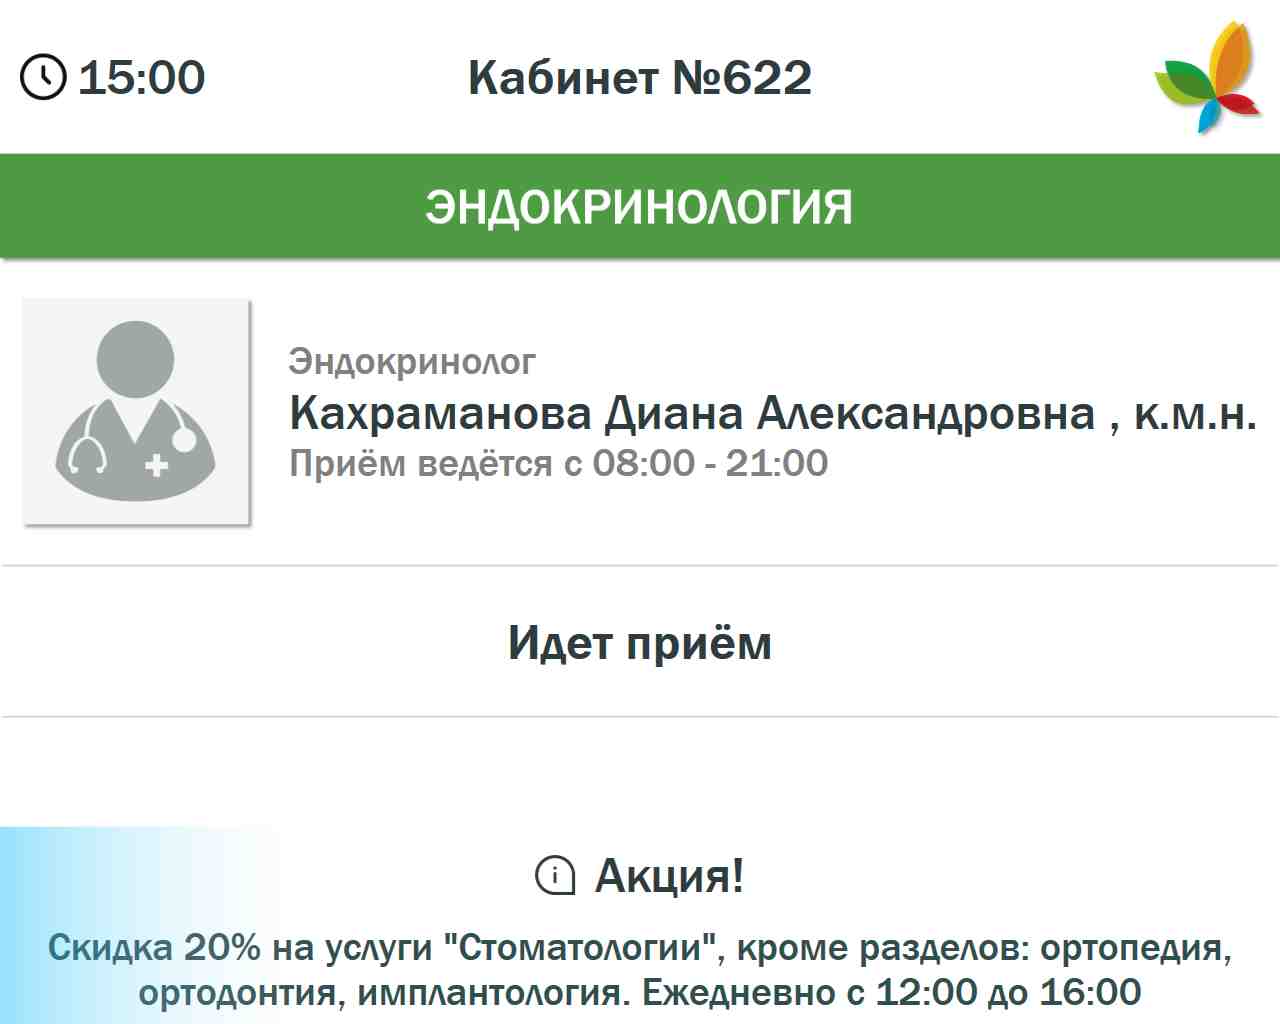 15:00
Кабинет №622
ЭНДОКРИНОЛОГИЯ
Эндокринолог
Кахраманова Диана Александровна , к.м.н.
Приём ведётся с 08:00 - 21:00
Идет приём
Акция!
Скидка 20% на услуги "Стоматологии", кроме разделов: ортопедия,
ортодонтия, имплантология. Ежедневно с 12:00 до 16:00